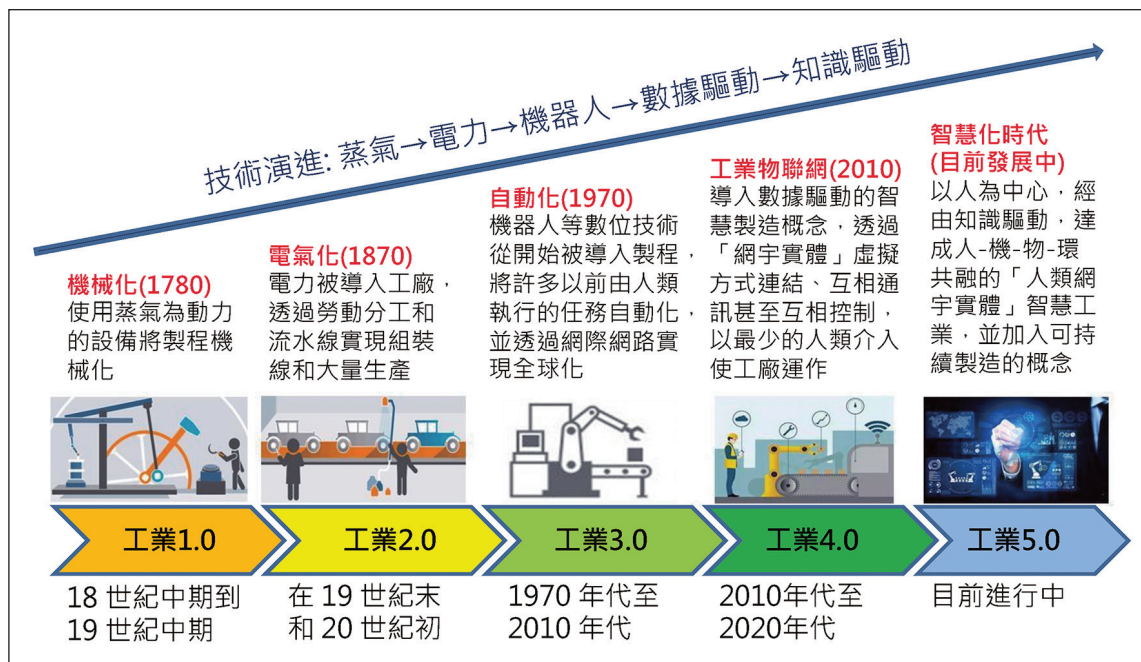 技術演進: 蒸氣→電力→機器人→數據驅動→知識驅動
機械化(1780)
使用蒸氣為動力
的設備將製程機
械化
電氣化(1870)
電力被導入工廠，
透過勞動分工和
流水線實現組裝
線和大量生產
自動化(1970)
機器人等數位技術
從開始被導入製程，
將許多以前由人類
執行的任務自動化，
並透過網際網路實
現全球化
工業物聯網(2010)
導入數據驅動的智
慧製造概念，透過
「網宇實體」虛擬
方式連結、互相通
訊甚至互相控制，
以最少的人類介入
使工廠運作
智慧化時代
(目前發展中)
以人為中心，經
由知識驅動，達
成人-機-物-環
共融的「人類網
宇實體」智慧工
業，並加入可持
續製造的概念
工業1.0
工業2.0
工業3.0
工業4.0
工業5.0
18 世紀中期到
19 世紀中期
在 19 世紀末
和 20 世紀初
1970 年代至
2010 年代
2010年代至
2020年代
目前進行中